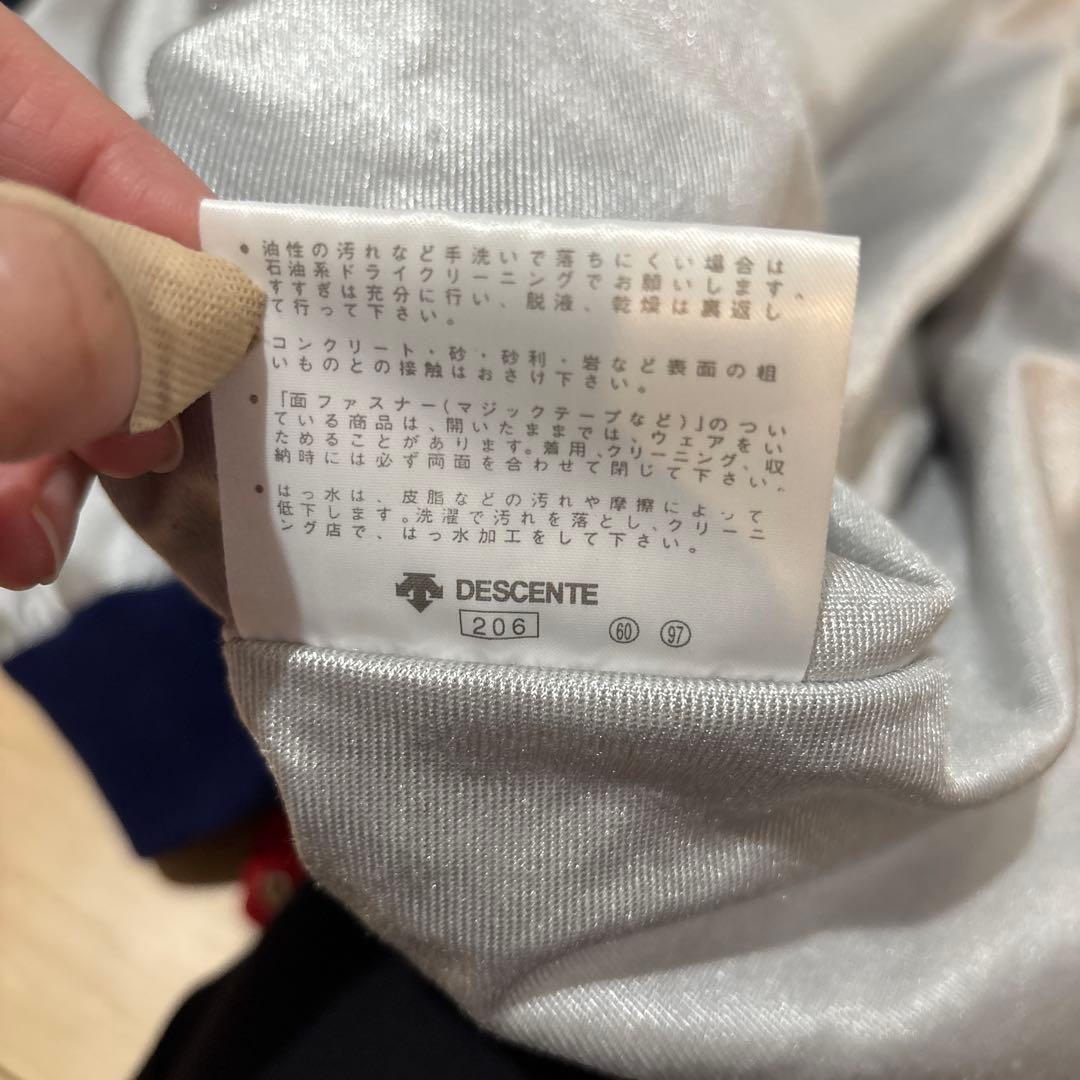 • 油性の汚れなど手洗いで落ちにくい場合は
石油系ドライクリーニングでお願いします。
すすぎは充分に行い、脱液、乾燥は裏返し
て行って下さい。
コンクリート・砂・砂利・岩など表面の粗
いものとの接触はおさけ下さい。
• 「面ファスナー(マジックテープなど)」のつい
ている商品は、開いたままでは、ウェアをい
ためることがあります。着用、クリーニング、収
納時には必ず両面を合わせて閉じて下さい。
• はっ水は、皮脂などの汚れや摩擦によって
低下します。洗濯で汚れを落とし、クリーニ
ング店で、はっ水加工をして下さい。
DESCENTE
206 60 97